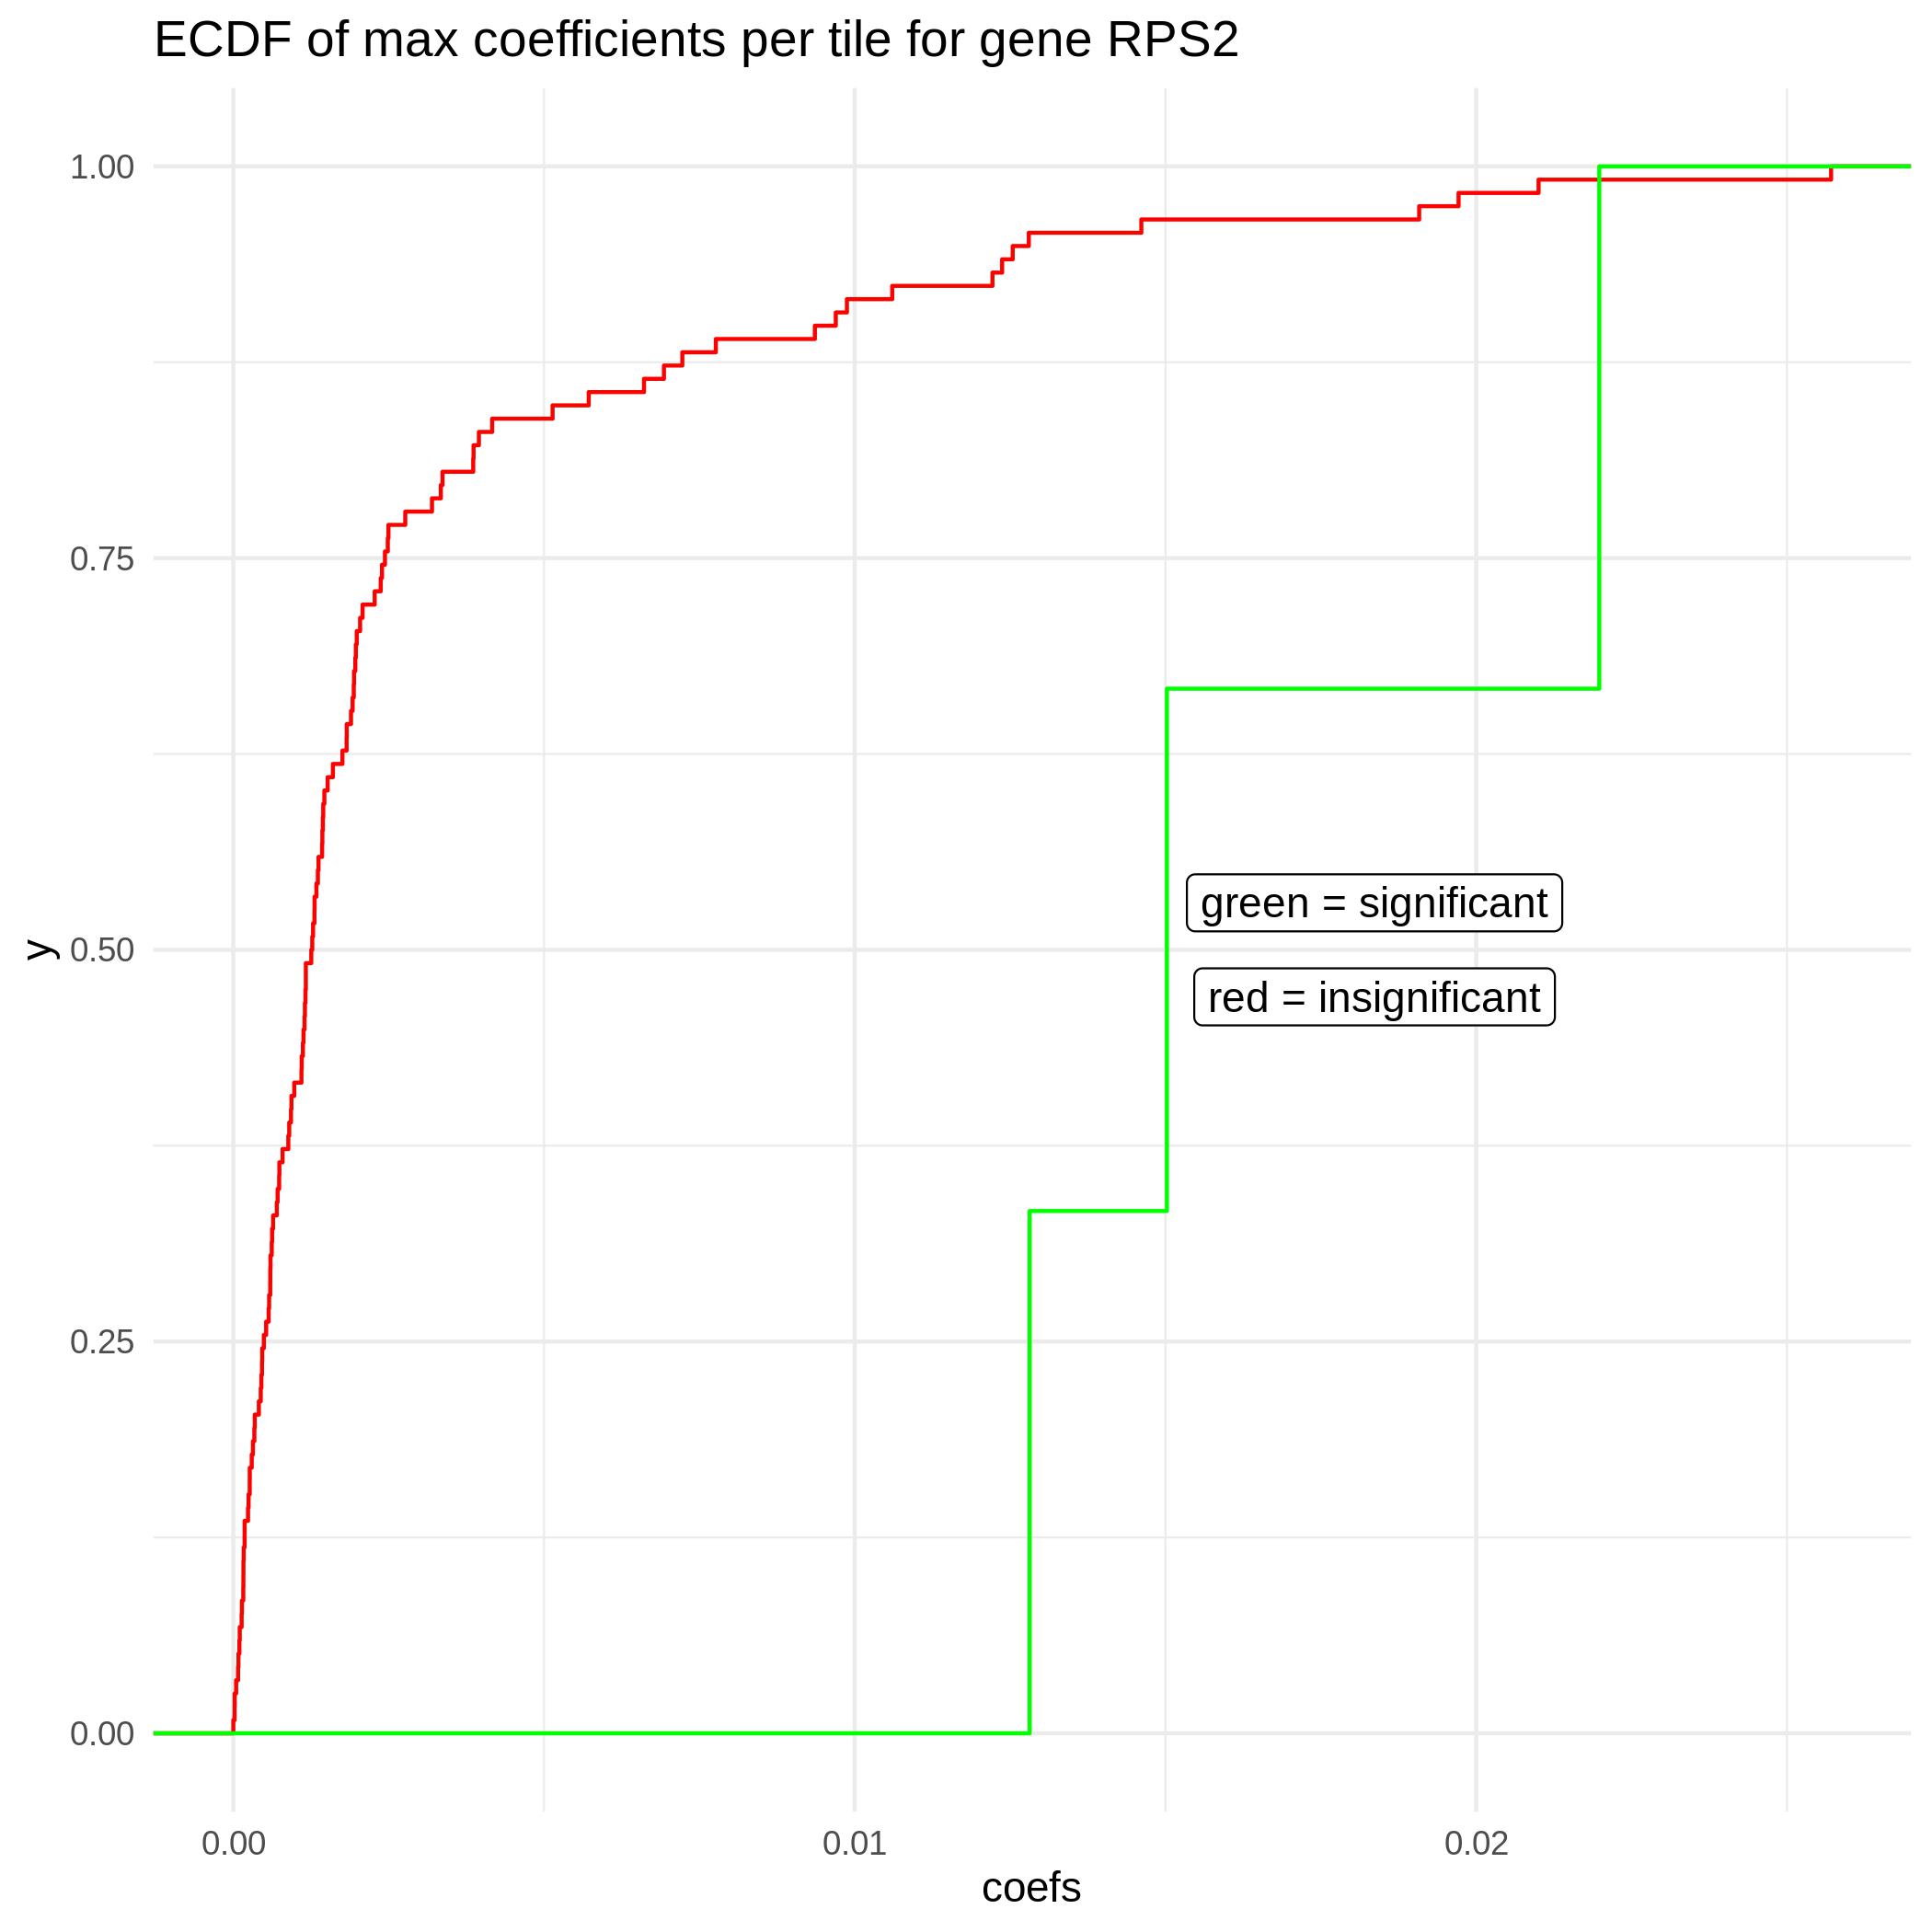 ECDF of max coefficients per tile for gene RPS2
1.00
0.75
0.50
0.25
0.00
y
green = significant
red = insignificant
0.00 0.01 0.02
coefs